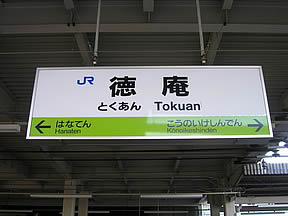 JR 徳庵
とくあん Tokuan
はなてん こうのいけしんでん
Hanaten Kōnoikeshinden